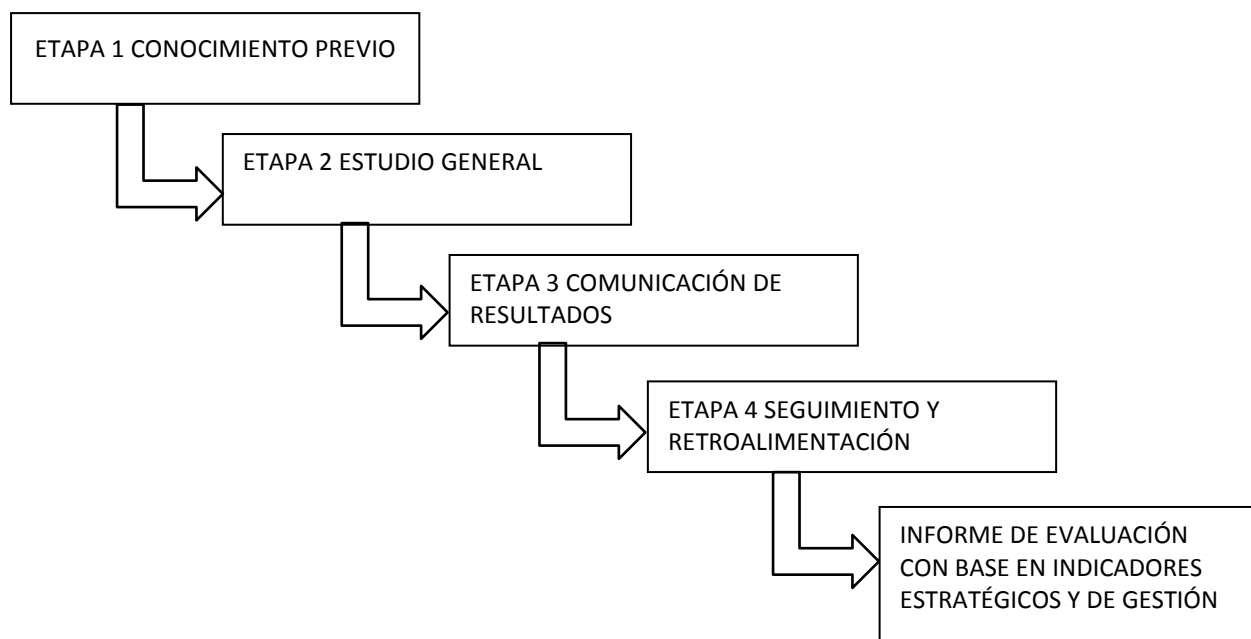 ETAPA 1 CONOCIMIENTO PREVIO
ETAPA 2 ESTUDIO GENERAL
ETAPA 3 COMUNICACIÓN DE
RESULTADOS
ETAPA 4 SEGUIMIENTO Y
RETROALIMENTACIÓN
INFORME DE EVALUACIÓN
CON BASE EN INDICADORES
ESTRATÉGICOS Y DE GESTIÓN